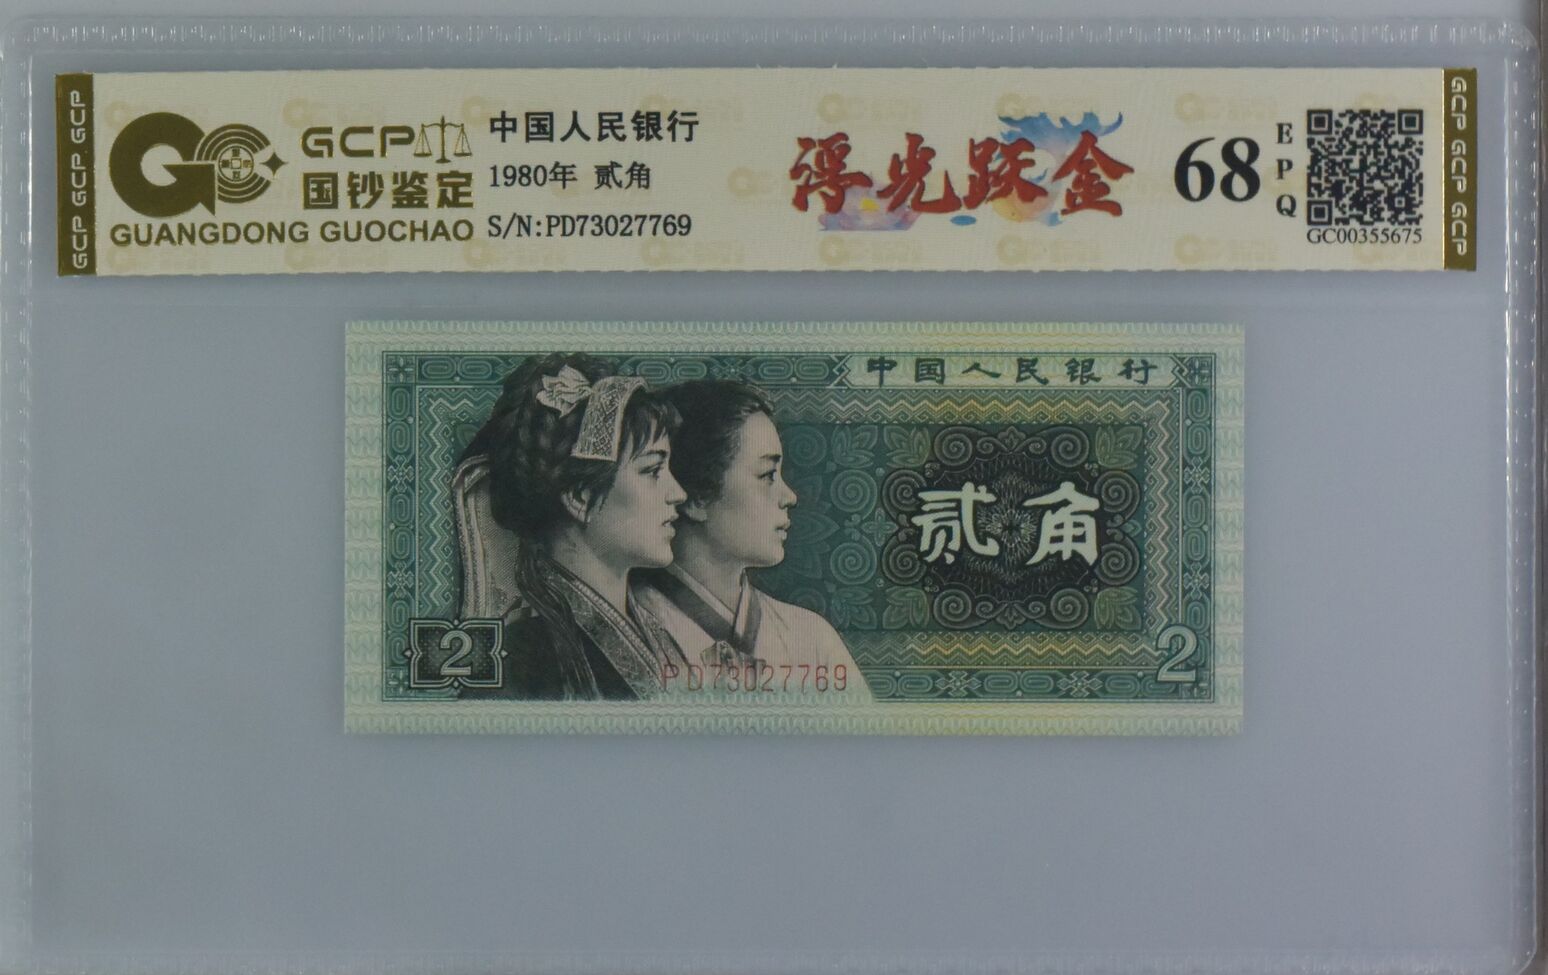 GCP GCP GCP
GCP
国钞鉴定
GUANGDONG GUOCHAO
中国人民银行
1980年 贰角
S/N:PD73027769
浮光跃金
68
EPQ
GC00355675
GCP GCP GCP
中国人民银行
贰角
2
PD73027769
2